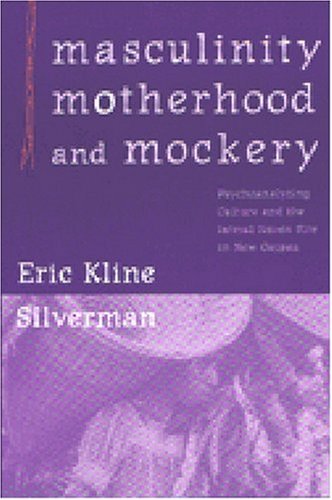 masculinity
motherhood
and mockery
Psychoanalyzing
Culture and the
Iatmul Naven Rite
in New Guinea
Eric Kline
Silverman